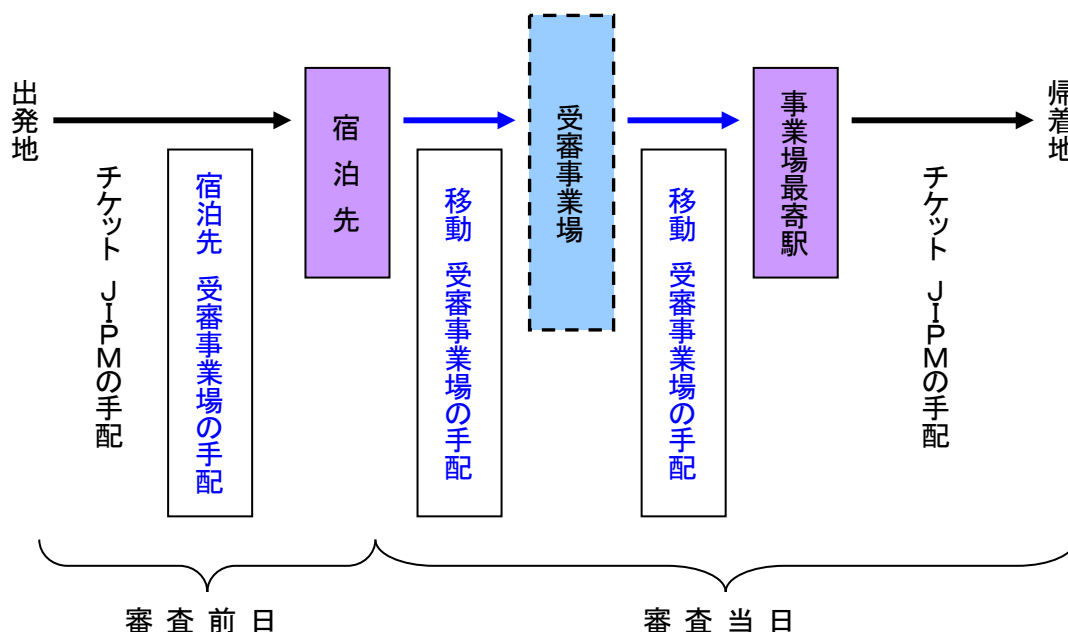 出発地
チケット ＪＩＰＭの手配
宿泊先 受審事業場の手配
宿泊先
移動 受審事業場の手配
受審事業場
移動 受審事業場の手配
事業場最寄駅
チケット ＪＩＰＭの手配
帰着地
審査前日
審査当日